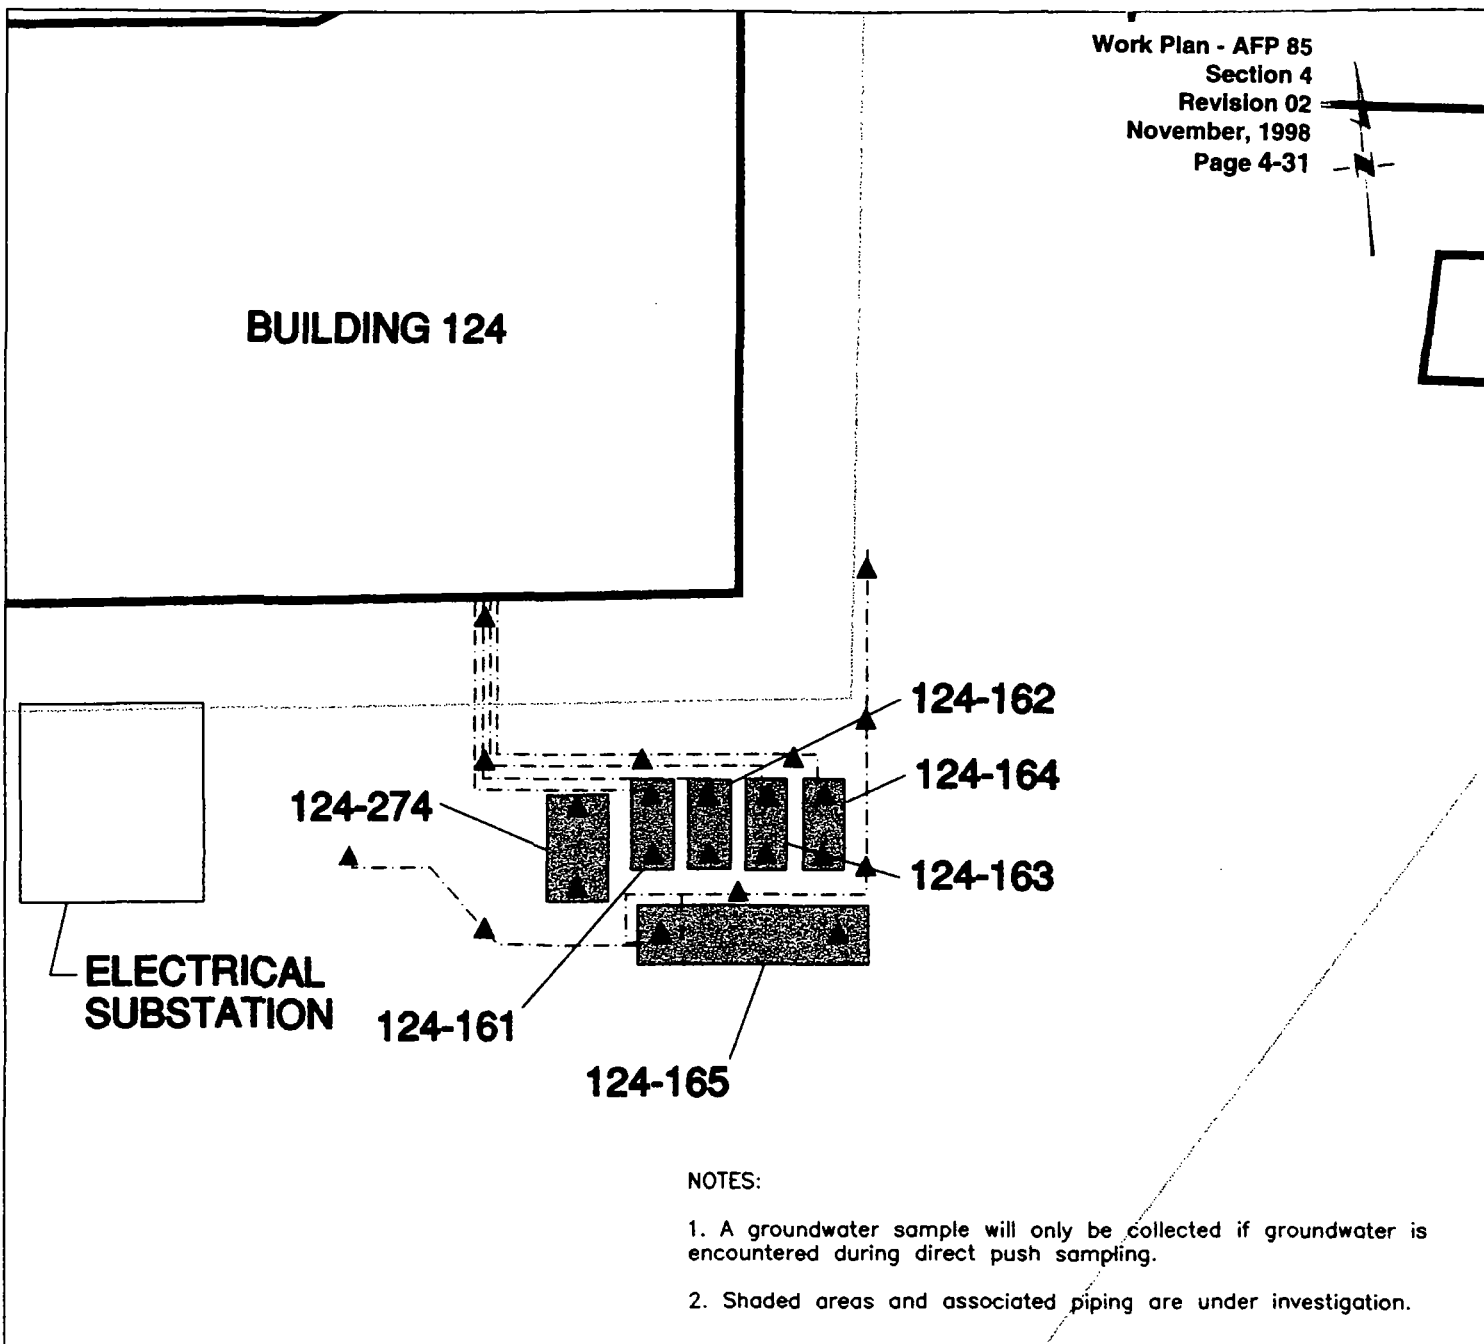 Work Plan - AFP 85
Section 4
Revision 02
November, 1998
Page 4-31
BUILDING 124
124-162
124-164
124-274
124-163
ELECTRICAL
SUBSTATION
124-161
124-165
NOTES:
1. A groundwater sample will only be collected if groundwater is
encountered during direct push sampling.
2. Shaded areas and associated piping are under investigation.